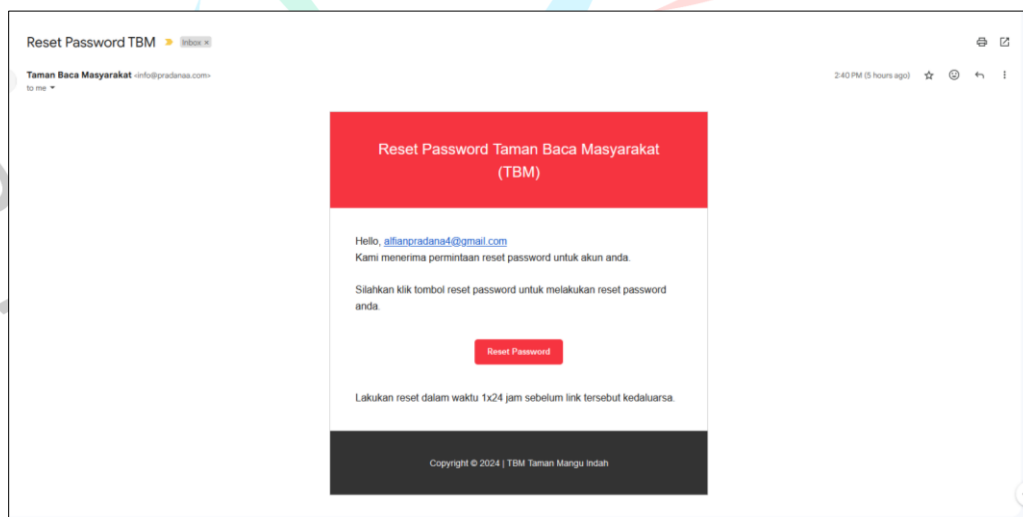 Reset Password TBM Inbox x
Taman Baca Masyarakat <info@pradanaa.com> 2:40 PM (5 hours ago)
to me
Reset Password Taman Baca Masyarakat
(TBM)
Hello, alfianpradana4@gmail.com
Kami menerima permintaan reset password untuk akun anda.
Silahkan klik tombol reset password untuk melakukan reset password
anda.
Reset Password
Lakukan reset dalam waktu 1x24 jam sebelum link tersebut kedaluarsa.
Copyright © 2024 | TBM Taman Mangu Indah